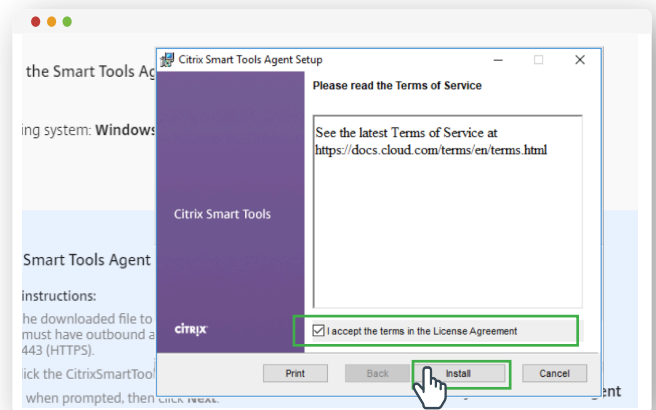 Citrix Smart Tools Agent Setup
the Smart Tools Ag
Please read the Terms of Service
ing system: Windows
See the latest Terms of Service at
https://docs.cloud.com/terms/en/terms.html
Citrix Smart Tools
Smart Tools Agent
instructions:
he downloaded file to
must have outbound a
443 (HTTPS).
CITRIX
I accept the terms in the License Agreement
lick the CitrixSmartTool
Print
Back
Install
Cancel
when prompted, then click Next.
ent